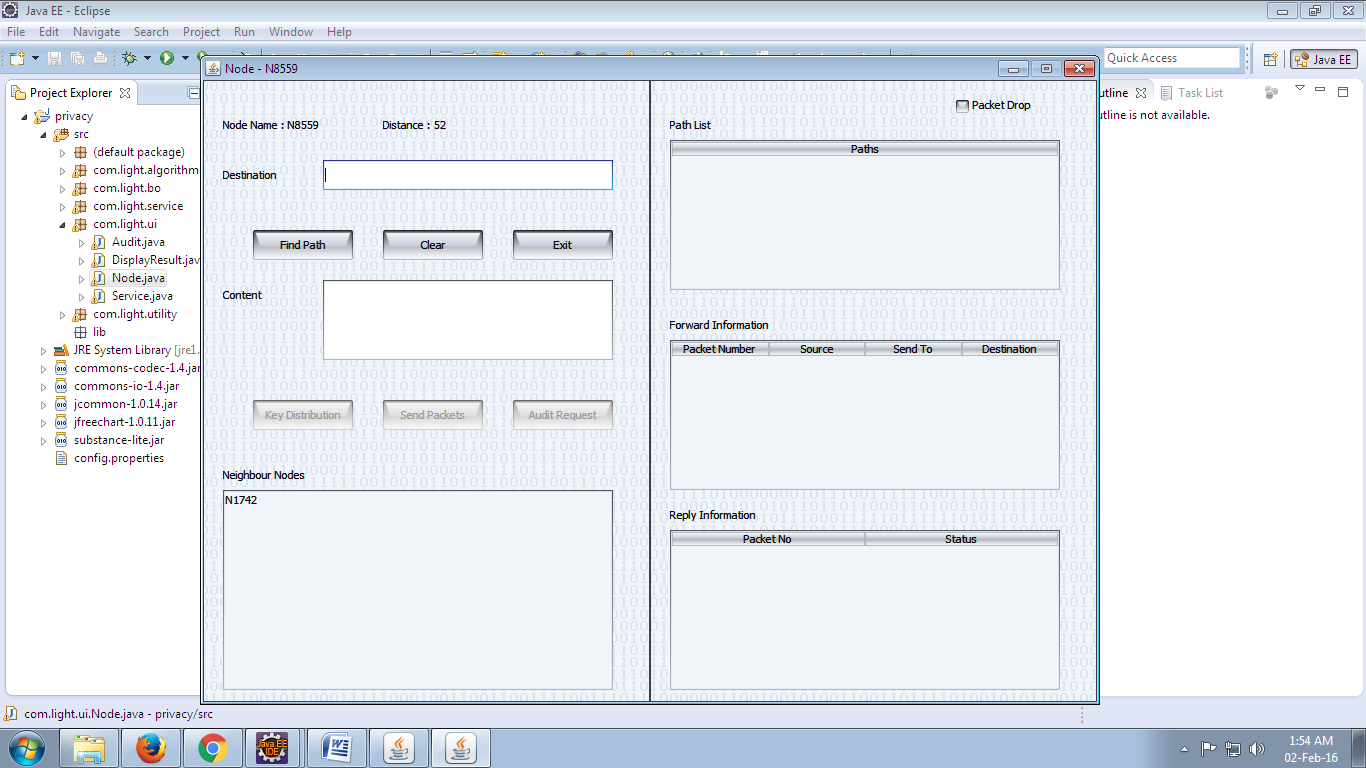 Java EE - Eclipse
File Edit Navigate Search Project Run Window Help
Quick Access
Java EE
Project Explorer
privacy
src
(default package)
com.light.algorithm
com.light.bo
com.light.service
com.light.ui
Audit.java
DisplayResult.jav
Node.java
Service.java
com.light.utility
lib
JRE System Library [jre1.
commons-codec-1.4.jar
commons-io-1.4.jar
jcommon-1.0.14.jar
jfreechart-1.0.11.jar
substance-lite.jar
config.properties
Node - N8559
Node Name : N8559 Distance : 52
Destination
Find Path Clear Exit
Content
Key Distribution Send Packets Audit Request
Neighbour Nodes
N1742
Packet Drop
Path List
Paths
Forward Information
Packet Number Source Send To Destination
Reply Information
Packet No Status
utline Task List
utline is not available.
com.light.ui.Node.java - privacy/src
Java EE
IDE
1:54 AM
02-Feb-16